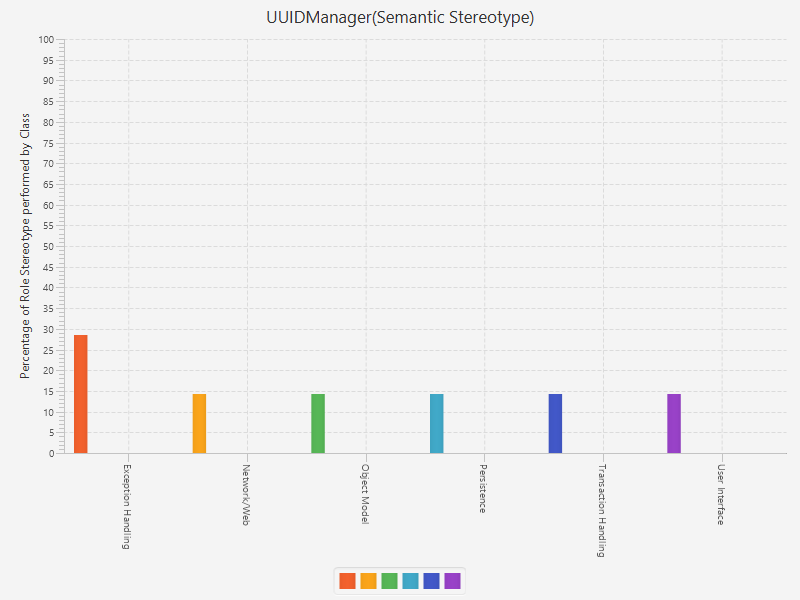 UUIDManager(Semantic Stereotype)
Percentage of Role Stereotype performed by Class
100
95
90
85
80
75
70
65
60
55
50
45
40
35
30
25
20
15
10
5
0
Exception Handling
Network/Web
Object Model
Persistence
Transaction Handling
User Interface